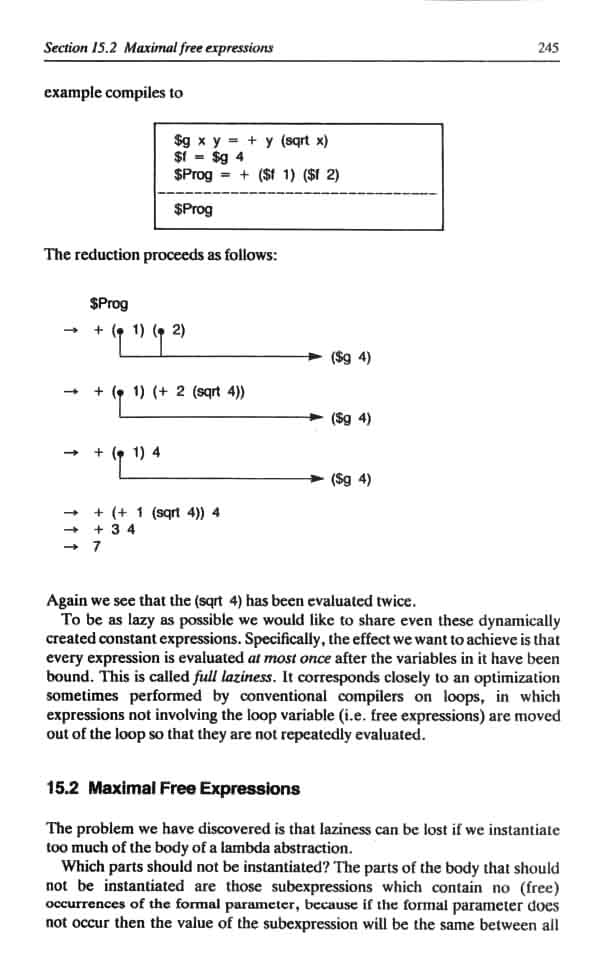 Section 15.2 Maximal free expressions 245
example compiles to
$g x y = + y (sqrt x)
$f = $g 4
$Prog = + ($f 1) ($f 2)
$Prog
The reduction proceeds as follows:
$Prog
→ + (• 1) (• 2)
($g 4)
→ + (• 1) (+ 2 (sqrt 4))
($g 4)
→ + (• 1) 4
($g 4)
→ + (+ 1 (sqrt 4)) 4
→ + 3 4
→ 7
Again we see that the (sqrt 4) has been evaluated twice.
To be as lazy as possible we would like to share even these dynamically
created constant expressions. Specifically, the effect we want to achieve is that
every expression is evaluated at most once after the variables in it have been
bound. This is called full laziness. It corresponds closely to an optimization
sometimes performed by conventional compilers on loops, in which
expressions not involving the loop variable (i.e. free expressions) are moved
out of the loop so that they are not repeatedly evaluated.
15.2 Maximal Free Expressions
The problem we have discovered is that laziness can be lost if we instantiate
too much of the body of a lambda abstraction.
Which parts should not be instantiated? The parts of the body that should
not be instantiated are those subexpressions which contain no (free)
occurrences of the formal parameter, because if the formal parameter does
not occur then the value of the subexpression will be the same between all